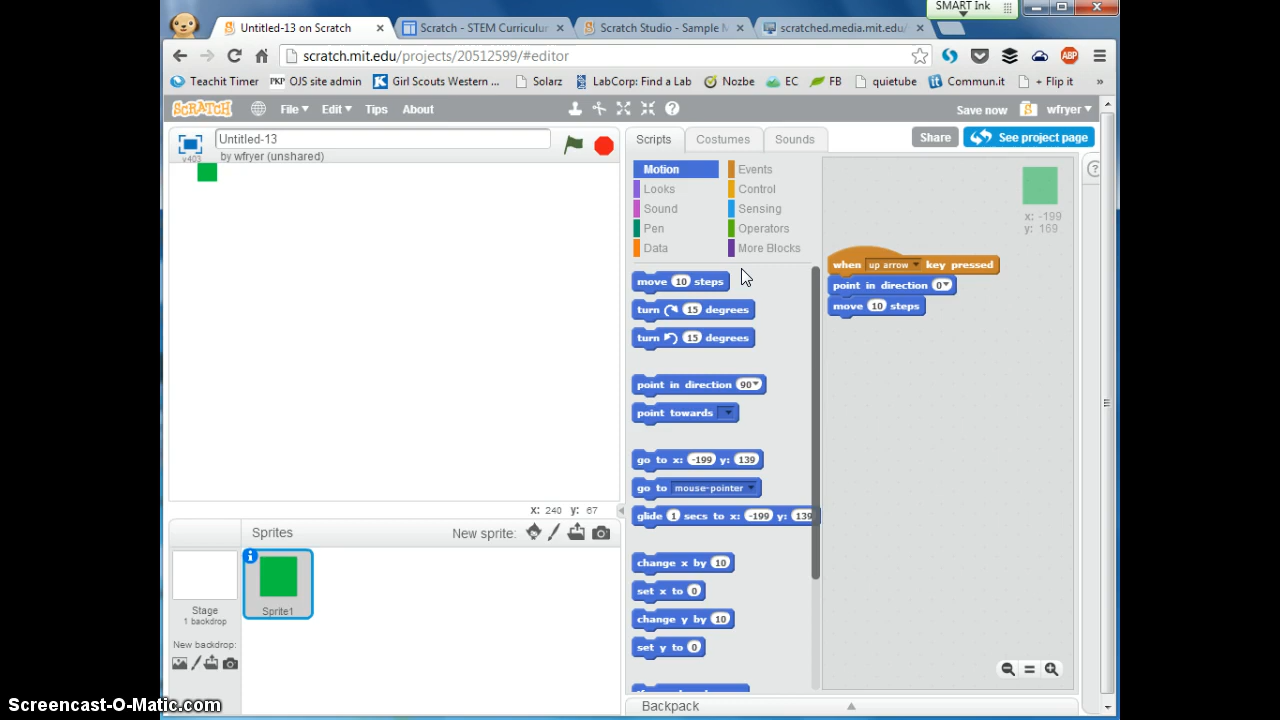 SMART Ink
Untitled-13 on Scratch
Scratch - STEM Curriculur
Scratch Studio - Sample M
scratched.media.mit.edu/
scratch.mit.edu/projects/20512599/#editor
ABP
Teachit Timer
PKP OJS site admin
K Girl Scouts Western ...
Solarz
LabCorp: Find a Lab
Nozbe
EC
FB
quietube
Commun.it
+ Flip it
»
SCRATCH
File
Edit
Tips
About
Save now
wfryer
Untitled-13
by wfryer (unshared)
v403
Scripts
Costumes
Sounds
Share
See project page
Motion
Looks
Sound
Pen
Data
Events
Control
Sensing
Operators
More Blocks
move 10 steps
turn 15 degrees
turn 15 degrees
point in direction 90
point towards
go to x: -199 y: 139
go to mouse-pointer
glide 1 secs to x: -199 y: 139
change x by 10
set x to 0
change y by 10
set y to 0
x: -199
y: 169
when up arrow key pressed
point in direction 0
move 10 steps
x: 240 y: 67
Sprites
New sprite:
Stage
1 backdrop
New backdrop:
Sprite1
Backpack
Screencast-O-Matic.com